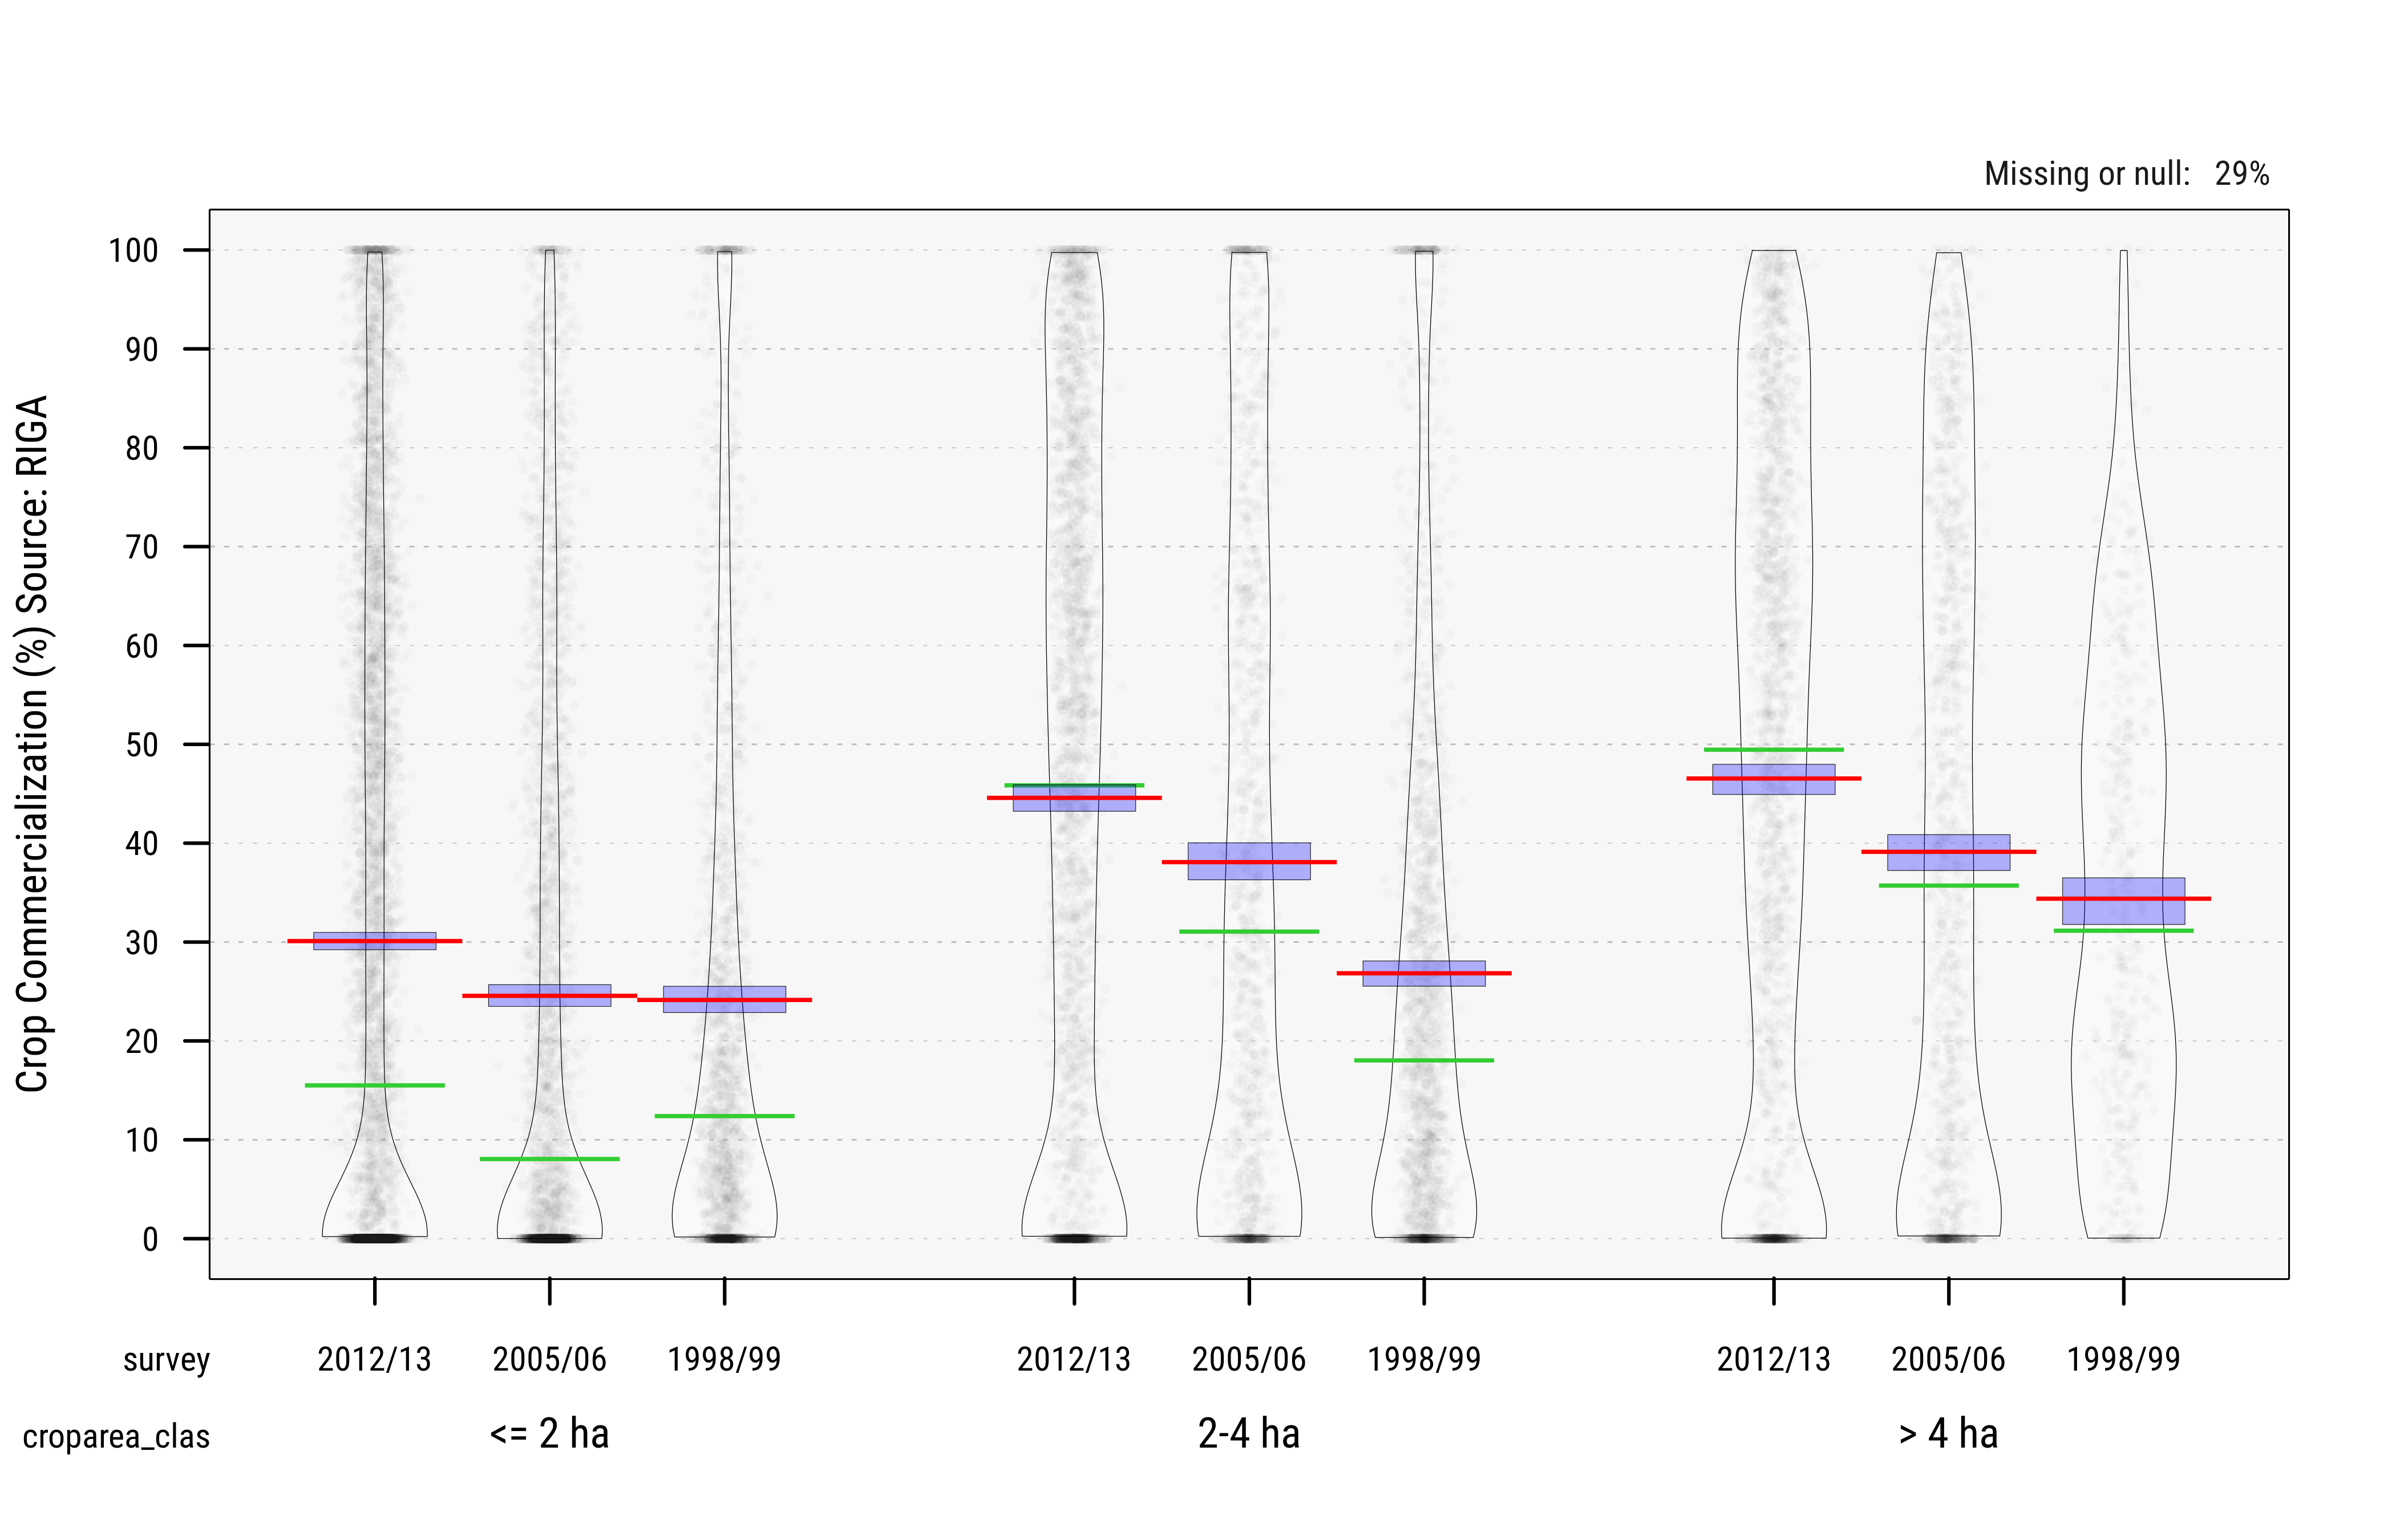 Missing or null: 29%
Crop Commercialization (%) Source: RIGA
100
90
80
70
60
50
40
30
20
10
0
survey 2012/13 2005/06 1998/99 2012/13 2005/06 1998/99 2012/13 2005/06 1998/99
croparea_clas <= 2 ha 2-4 ha > 4 ha